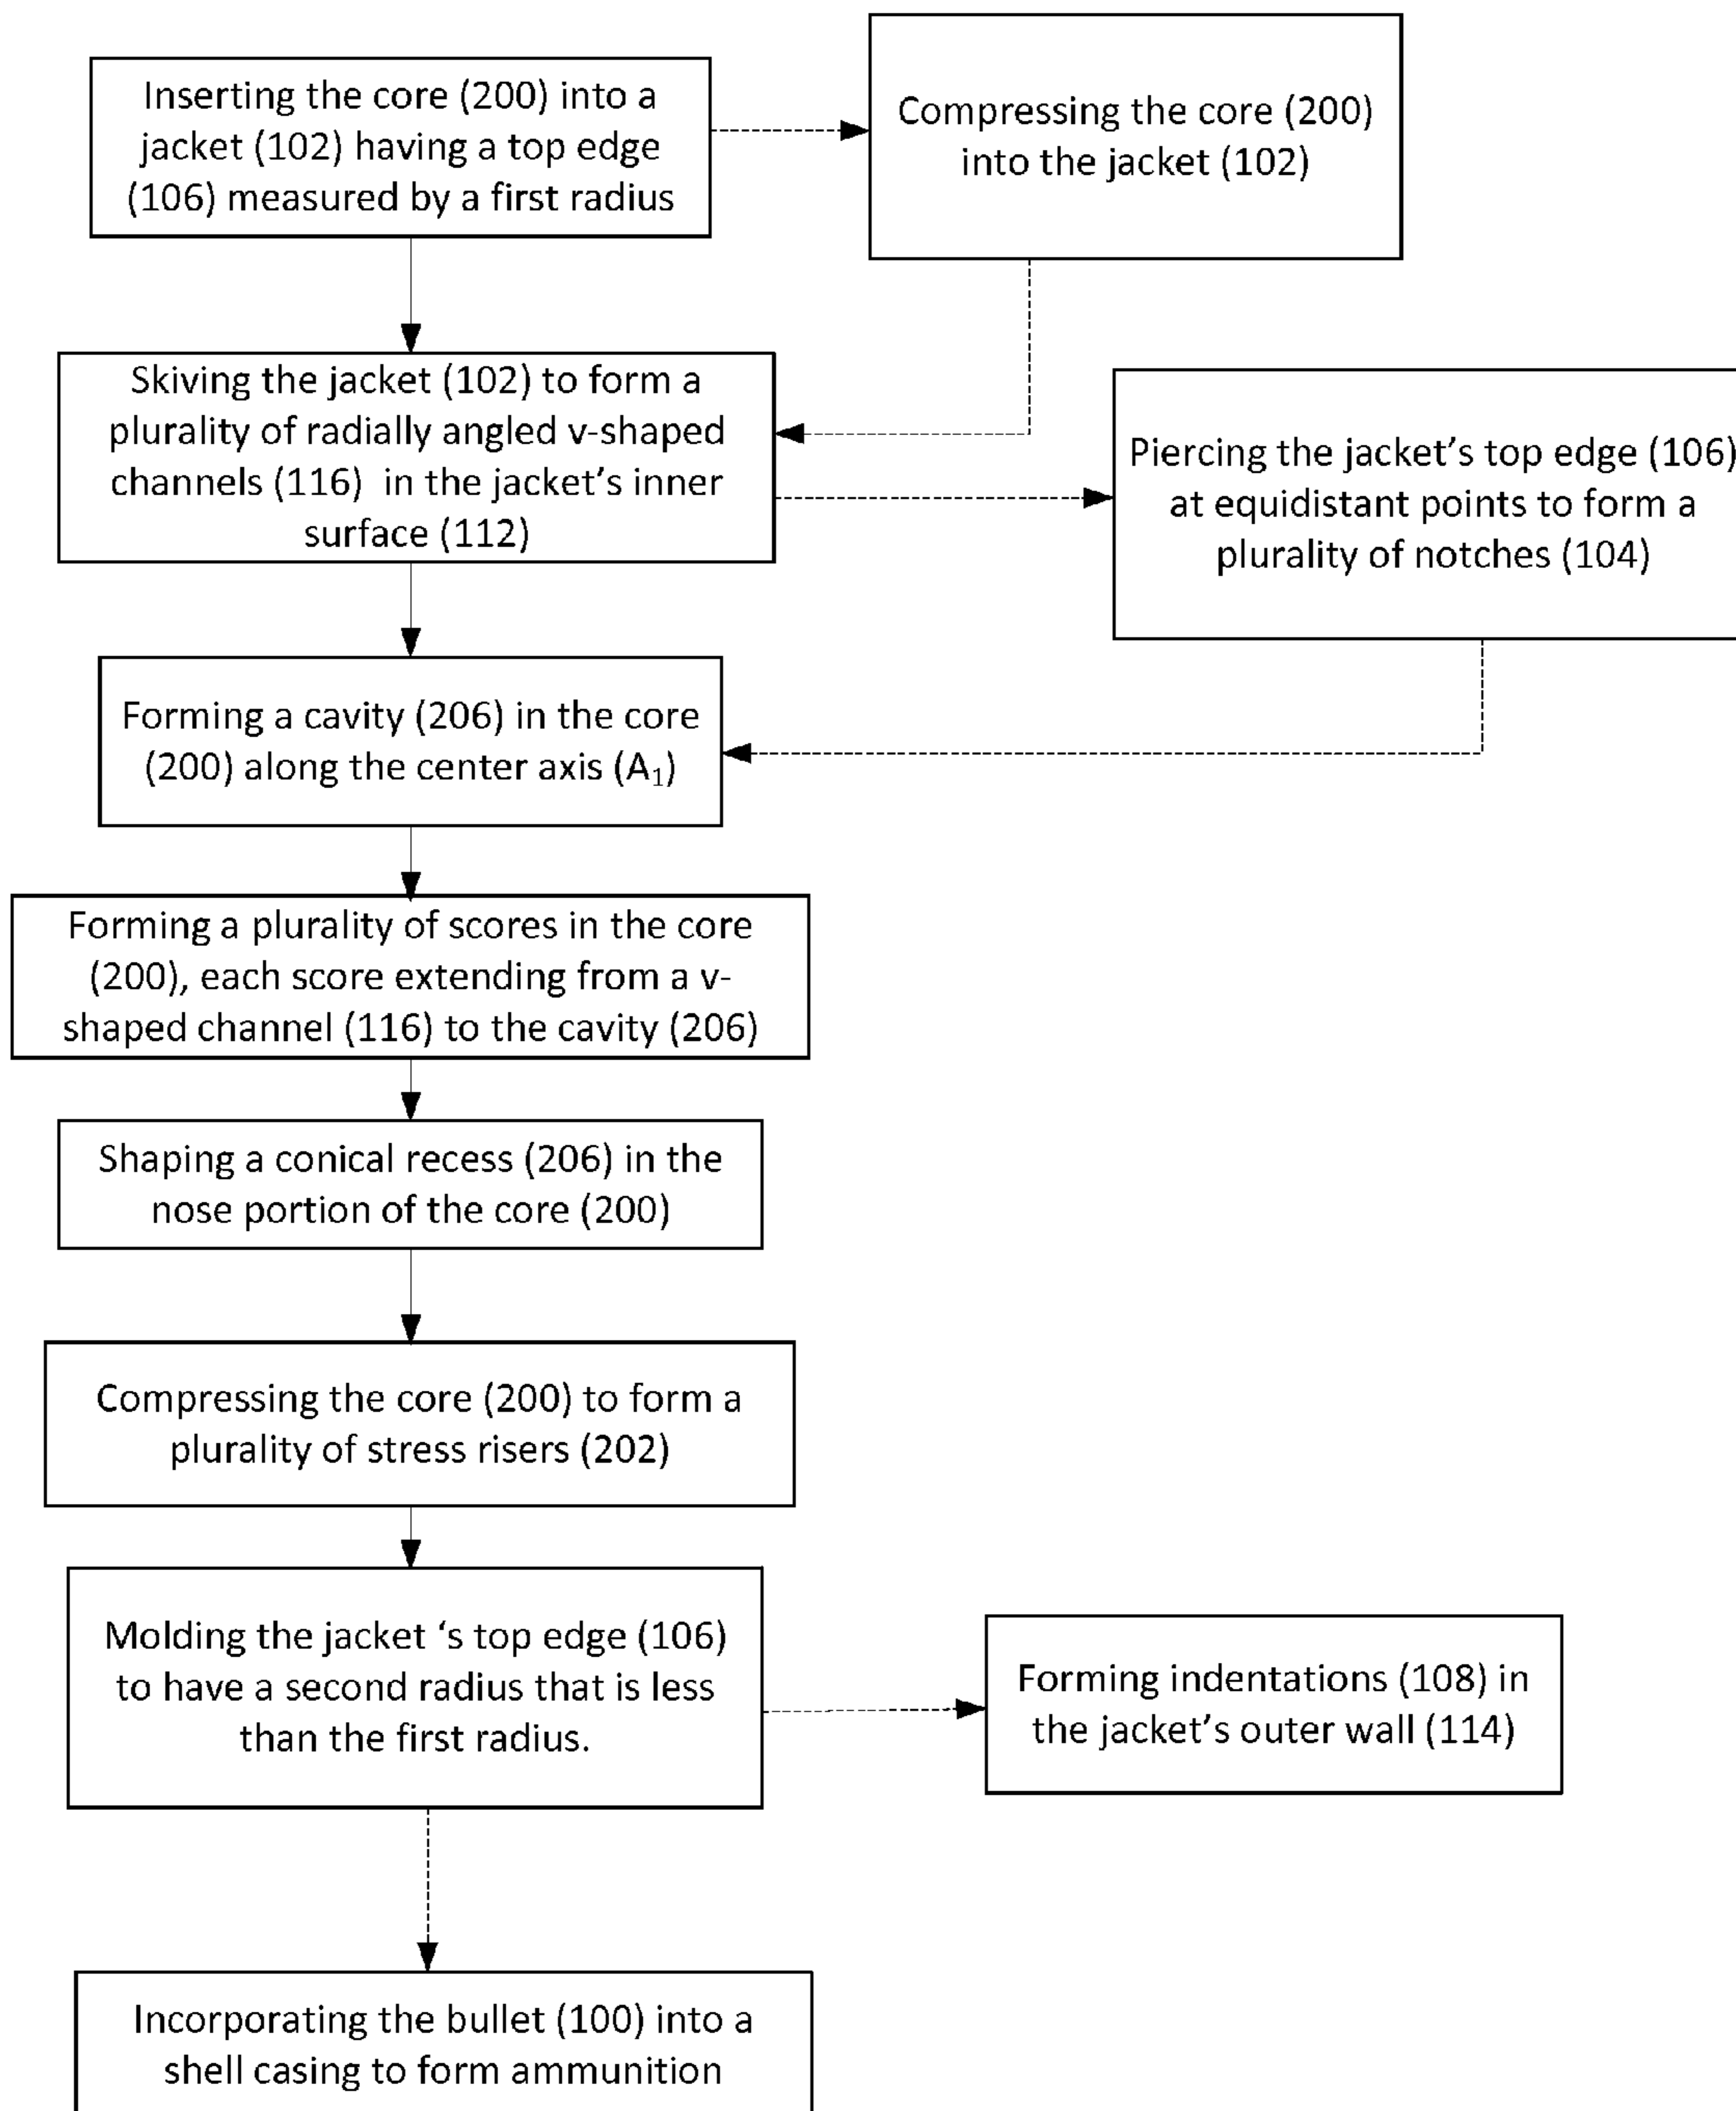 Inserting the core (200) into a
jacket (102) having a top edge
(106) measured by a first radius
Compressing the core (200)
into the jacket (102)
Skiving the jacket (102) to form a
plurality of radially angled v-shaped
channels (116)  in the jacket's inner
surface (112)
Piercing the jacket's top edge (106)
at equidistant points to form a
plurality of notches (104)
Forming a cavity (206) in the core
(200) along the center axis (A₁)
Forming a plurality of scores in the core
(200), each score extending from a v-
shaped channel (116) to the cavity (206)
Shaping a conical recess (206) in the
nose portion of the core (200)
Compressing the core (200) to form a
plurality of stress risers (202)
Molding the jacket ‘s top edge (106)
to have a second radius that is less
than the first radius.
Forming indentations (108) in
the jacket's outer wall (114)
Incorporating the bullet (100) into a
shell casing to form ammunition